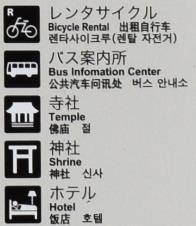 R
レンタサイクル
Bicycle Rental 出租自行车
렌타사이크루(렌탈 자전거)
バス案内所
Bus Infomation Center
公共汽车问讯处 버스 안내소
寺社
Temple
佛庙 절
神社
Shrine
神社 신사
ホテル
Hotel
饭店 호텔